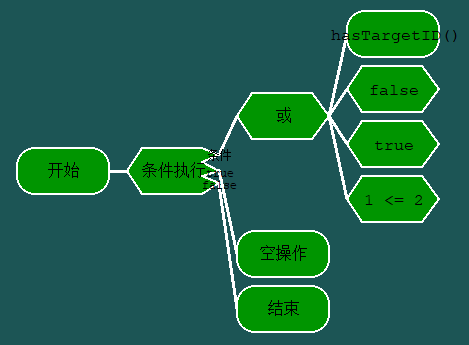 hasTargetID()
false
或
true
条件
开始
条件执行
true
false
1 <= 2
空操作
结束